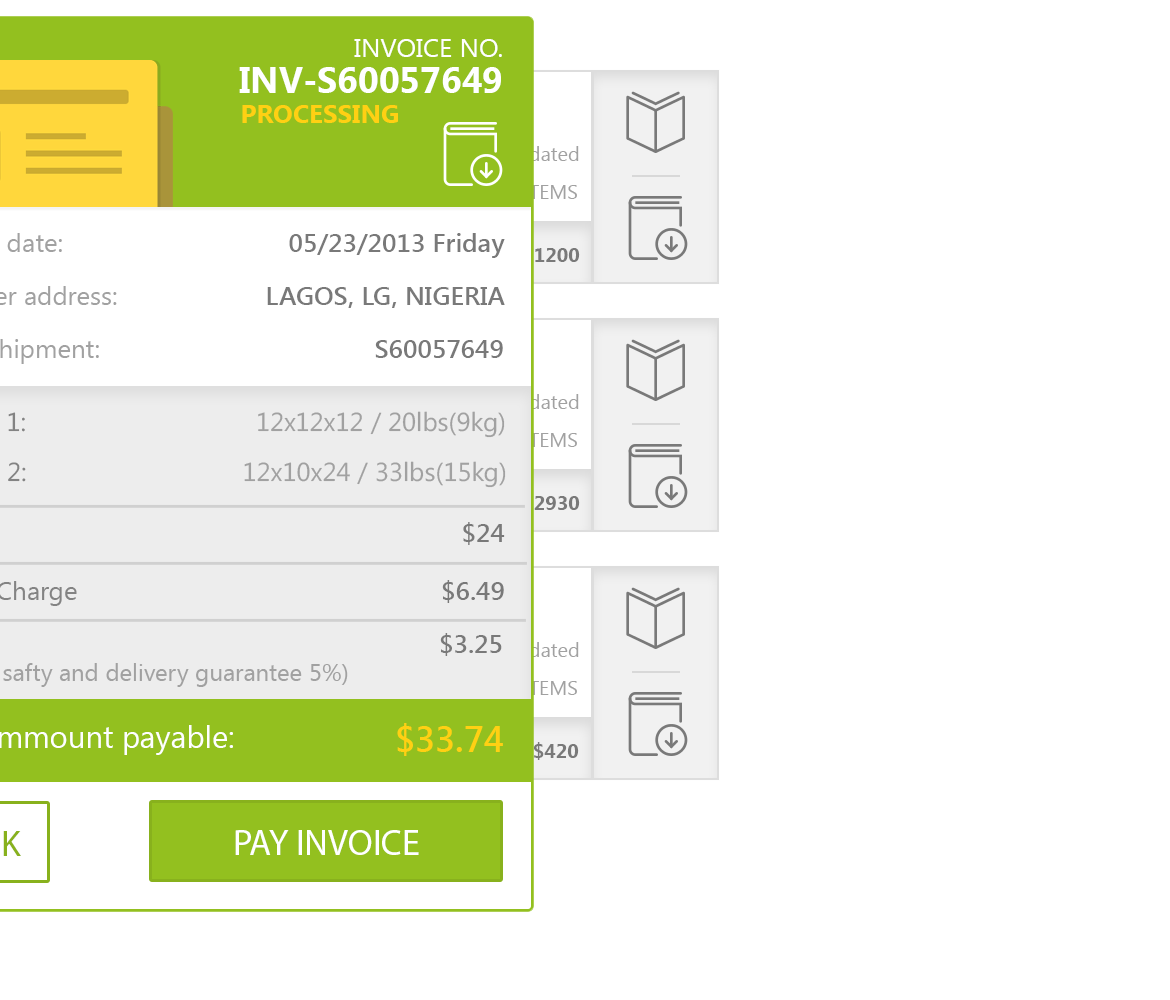 INVOICE NO.
INV-S60057649
PROCESSING
date: 05/23/2013 Friday
er address: LAGOS, LG, NIGERIA
hipment: S60057649
1: 12x12x12 / 20lbs(9kg)
2: 12x10x24 / 33lbs(15kg)
$24
Charge $6.49
$3.25
safty and delivery guarantee 5%)
mmount payable: $33.74
K
PAY INVOICE
dated
TEMS
1200
dated
TEMS
2930
dated
TEMS
$420